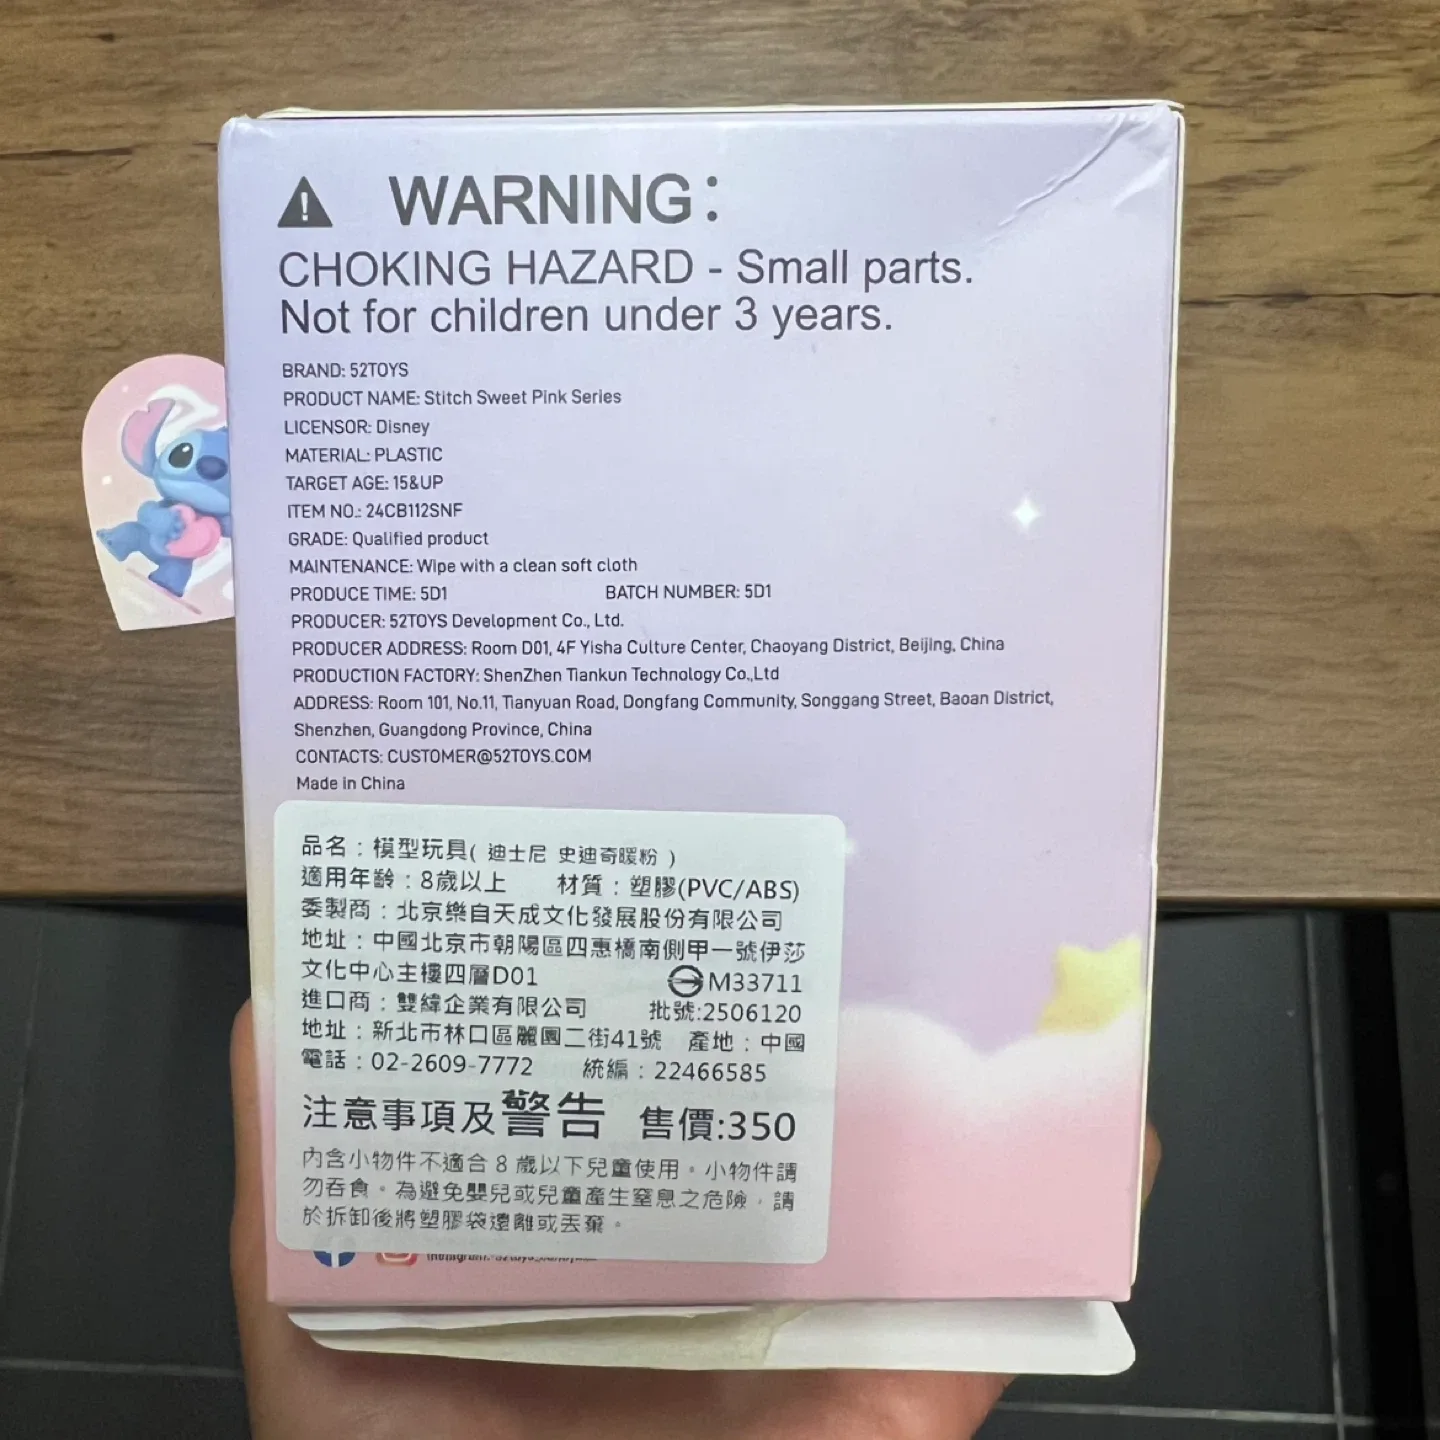 WARNING:
CHOKING HAZARD - Small parts.
Not for children under 3 years.
BRAND: 52TOYS
PRODUCT NAME: Stitch Sweet Pink Series
LICENSOR: Disney
MATERIAL: PLASTIC
TARGET AGE: 15&UP
ITEM NO.: 24CB112SNF
GRADE: Qualified product
MAINTENANCE: Wipe with a clean soft cloth
PRODUCE TIME: 5D1 BATCH NUMBER: 5D1
PRODUCER: 52TOYS Development Co., Ltd.
PRODUCER ADDRESS: Room D01, 4F Yisha Culture Center, Chaoyang District, Beijing, China
PRODUCTION FACTORY: ShenZhen Tiankun Technology Co.,Ltd
ADDRESS: Room 101, No.11, Tianyuan Road, Dongfang Community, Songgang Street, Baoan District,
Shenzhen, Guangdong Province, China
CONTACTS: CUSTOMER@52TOYS.COM
Made in China
品名：模型玩具( 迪士尼 史迪奇暖粉 )
適用年齡：8歲以上 材質：塑膠(PVC/ABS)
委製商：北京樂自天成文化發展股份有限公司
地址：中國北京市朝陽區四惠橋南側甲一號伊莎
文化中心主樓四層D01 M33711
進口商：雙緯企業有限公司 批號:2506120
地址：新北市林口區麗園二街41號 產地：中國
電話：02-2609-7772 統編：22466585
注意事項及警告 售價:350
內含小物件不適合 8 歲以下兒童使用。小物件請
勿吞食。為避免嬰兒或兒童產生窒息之危險，請
於拆卸後將塑膠袋遠離或丟棄。